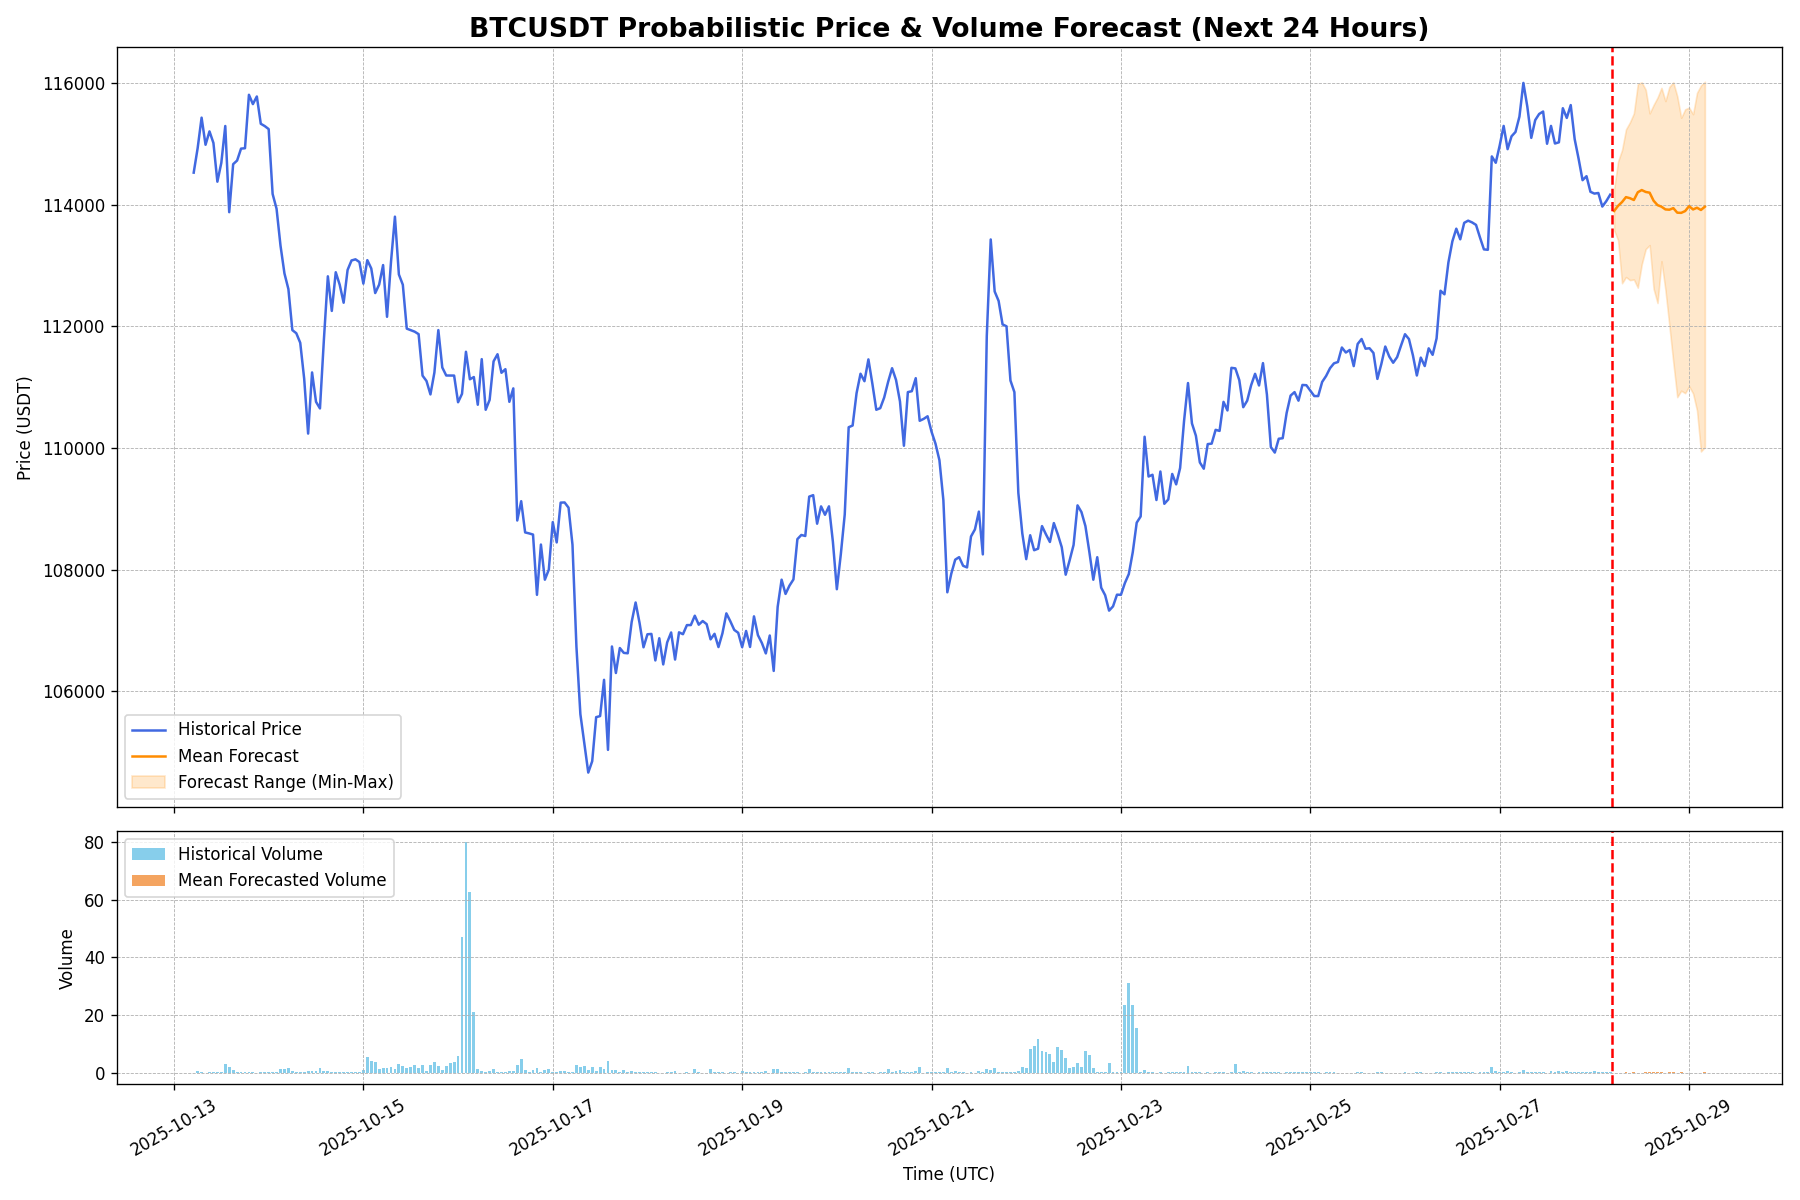 BTCUSDT Probabilistic Price & Volume Forecast (Next 24 Hours)
116000
114000
112000
110000
108000
106000
Price (USDT)
Historical Price
Mean Forecast
Forecast Range (Min-Max)
80
60
40
20
0
Volume
Historical Volume
Mean Forecasted Volume
2025-10-13
2025-10-15
2025-10-17
2025-10-19
2025-10-21
2025-10-23
2025-10-25
2025-10-27
2025-10-29
Time (UTC)